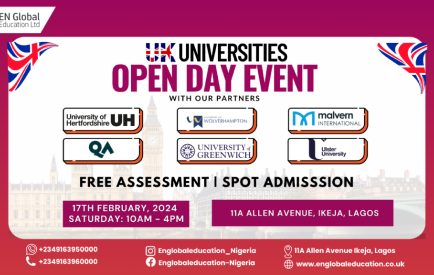 EN Global
Education Ltd
UK UNIVERSITIES
OPEN DAY EVENT
WITH OUR PARTNERS
University of
Hertfordshire UH
UNIVERSITY OF
WOLVERHAMPTON
malvern
INTERNATIONAL
QA
UNIVERSITY of
GREENWICH
Ulster
University
FREE ASSESSMENT | SPOT ADMISSSION
17TH FEBRUARY, 2024
SATURDAY: 10AM - 4PM
11A ALLEN AVENUE, IKEJA, LAGOS
+2349163950000
+2349163960000
Englobaleducation_Nigeria
Englobaleducation-Nigeria
11A Allen Avenue Ikeja, Lagos.
www.englobaleducation.co.uk